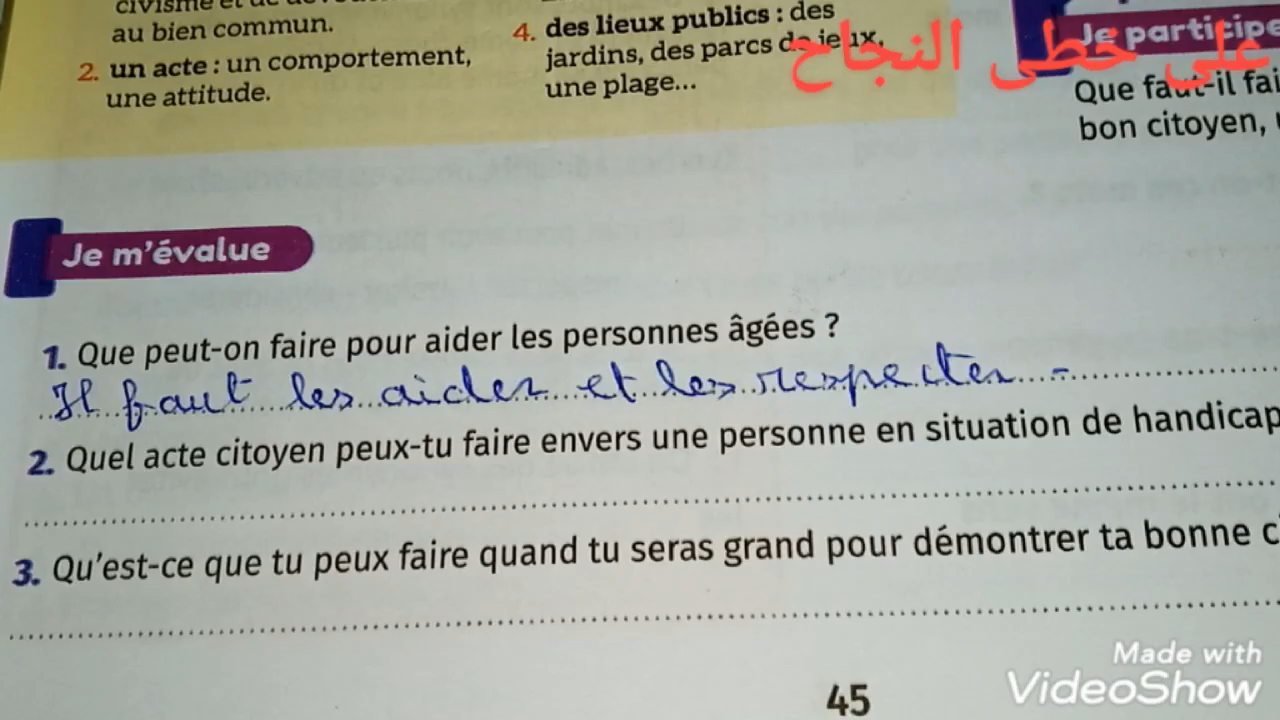 civisme et de
au bien commun.
2. un acte : un comportement,
une attitude.
4. des lieux publics : des
jardins, des parcs de jeux,
une plage...
على خطى النجاح
Je participe
Que faut-il fai
bon citoyen,
Je m'évalue
1. Que peut-on faire pour aider les personnes âgées ?
Il faut les aider et les respecter -
2. Quel acte citoyen peux-tu faire envers une personne en situation de handicap
3. Qu'est-ce que tu peux faire quand tu seras grand pour démontrer ta bonne c
45
Made with
VideoShow